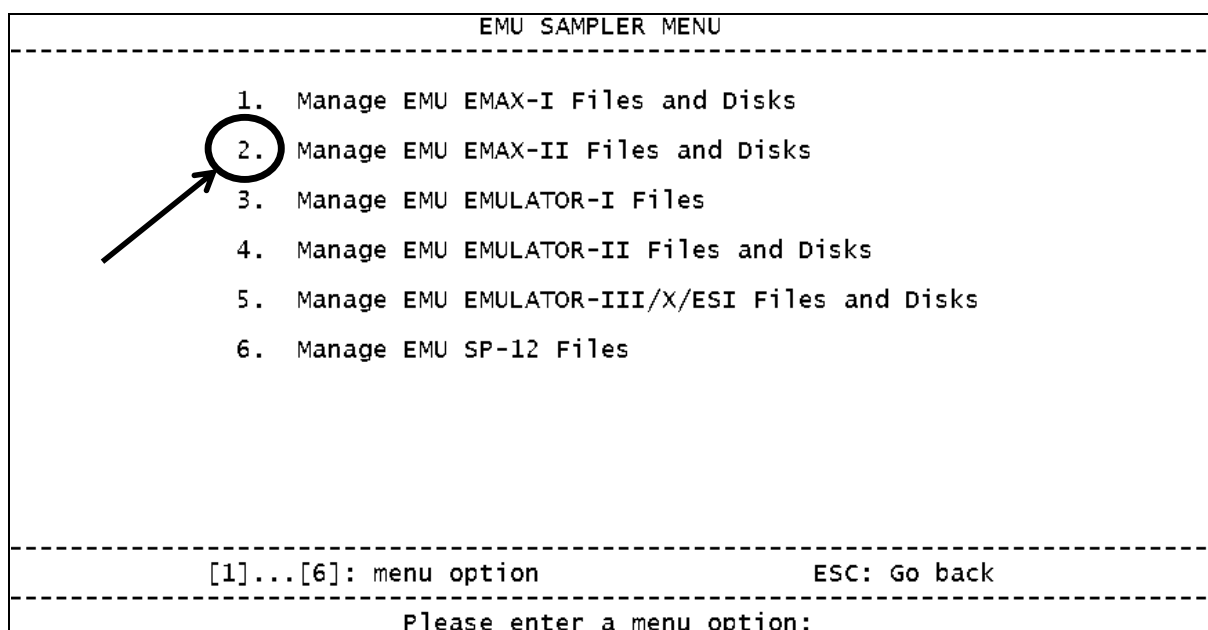 EMU SAMPLER MENU
1. Manage EMU EMAX-I Files and Disks
2. Manage EMU EMAX-II Files and Disks
3. Manage EMU EMULATOR-I Files
4. Manage EMU EMULATOR-II Files and Disks
5. Manage EMU EMULATOR-III/X/ESI Files and Disks
6. Manage EMU SP-12 Files
[1]...[6]: menu option ESC: Go back
Please enter a menu option: